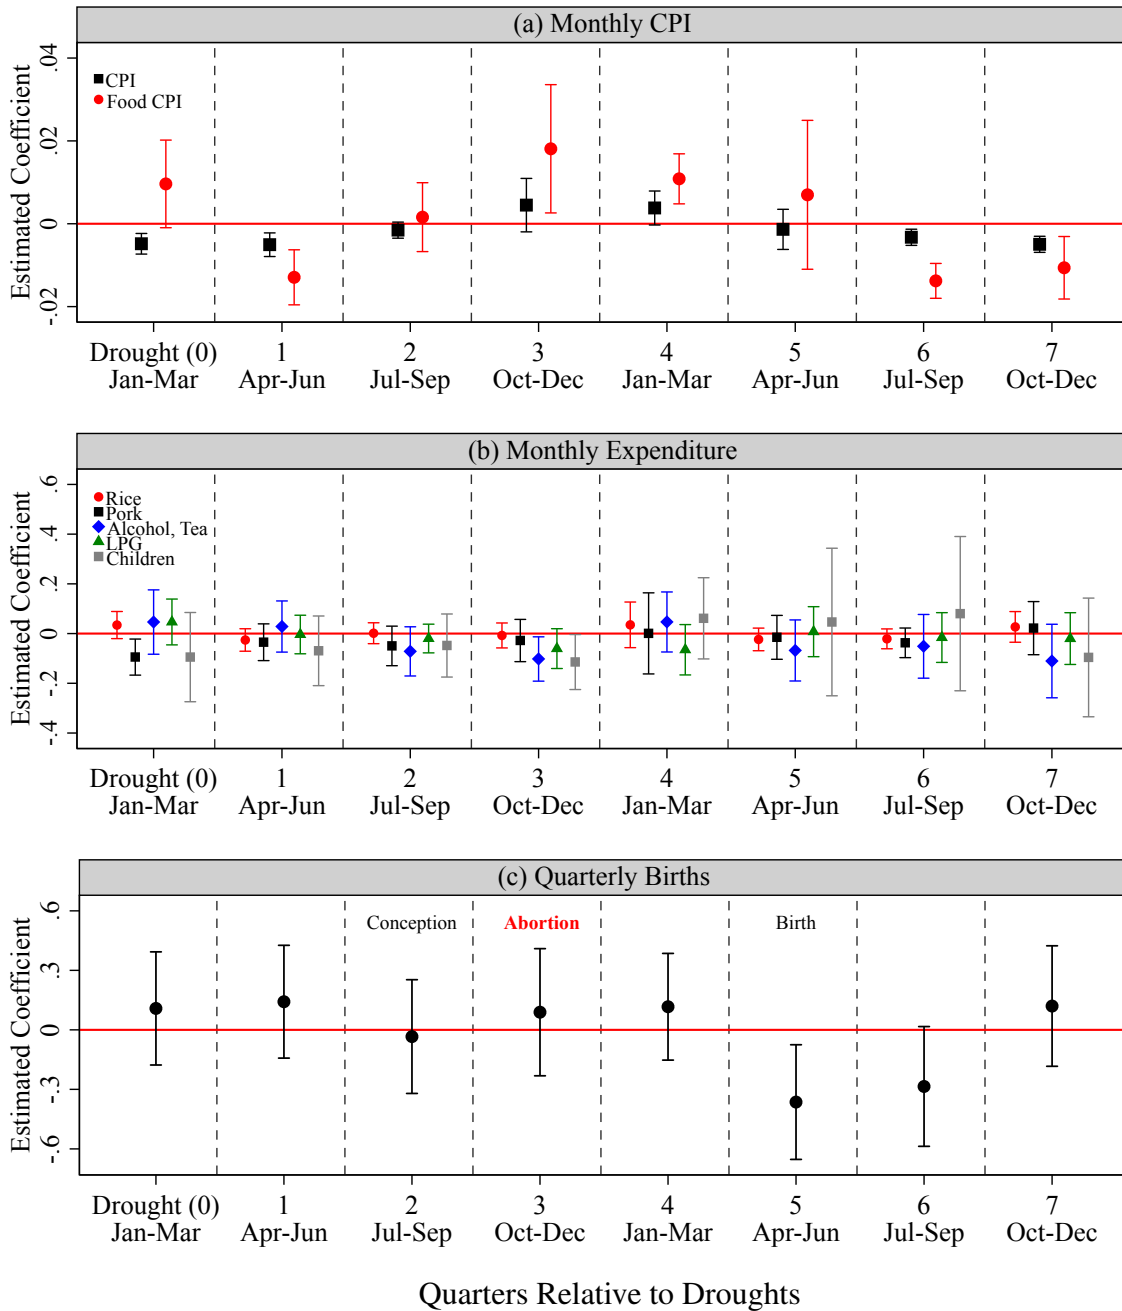 (a) Monthly CPI
Estimated Coefficient
.04
.02
0
-.02
CPI
Food CPI
Drought (0) 1 2 3 4 5 6 7
Jan-Mar Apr-Jun Jul-Sep Oct-Dec Jan-Mar Apr-Jun Jul-Sep Oct-Dec
(b) Monthly Expenditure
Estimated Coefficient
.6
.4
.2
0
-.2
-.4
Rice
Pork
Alcohol, Tea
LPG
Children
Drought (0) 1 2 3 4 5 6 7
Jan-Mar Apr-Jun Jul-Sep Oct-Dec Jan-Mar Apr-Jun Jul-Sep Oct-Dec
(c) Quarterly Births
Estimated Coefficient
.6
.3
0
-.3
-.6
Conception Abortion Birth
Drought (0) 1 2 3 4 5 6 7
Jan-Mar Apr-Jun Jul-Sep Oct-Dec Jan-Mar Apr-Jun Jul-Sep Oct-Dec
Quarters Relative to Droughts